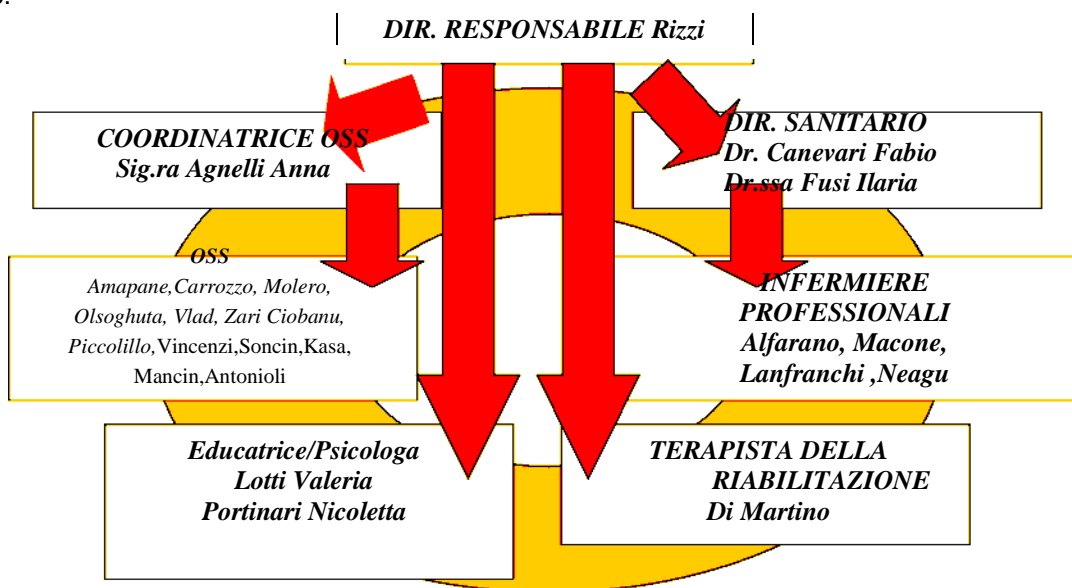 DIR. RESPONSABILE Rizzi
COORDINATRICE OSS
Sig.ra Agnelli Anna
DIR. SANITARIO
Dr. Canevari Fabio
Dr.ssa Fusi Ilaria
OSS
Amapane,Carrozzo, Molero,
Olsoghuta, Vlad, Zari Ciobanu,
Piccolillo,Vincenzi,Soncin,Kasa,
Mancin,Antonioli
INFERMIERE
PROFESSIONALI
Alfarano, Macone,
Lanfranchi ,Neagu
Educatrice/Psicologa
Lotti Valeria
Portinari Nicoletta
TERAPISTA DELLA
RIABILITAZIONE
Di Martino